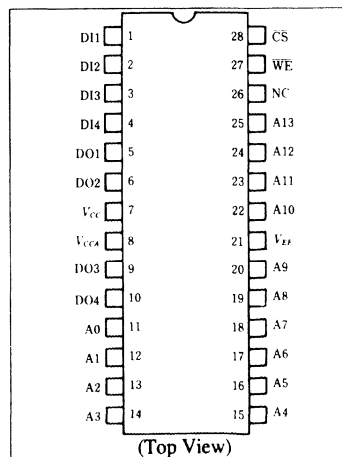 DI1 1 28 C̅S̅
DI2 2 27 W̅E̅
DI3 3 26 NC
DI4 4 25 A13
DO1 5 24 A12
DO2 6 23 A11
VCC 7 22 A10
VCCA 8 21 VEE
DO3 9 20 A9
DO4 10 19 A8
A0 11 18 A7
A1 12 17 A6
A2 13 16 A5
A3 14 15 A4
(Top View)